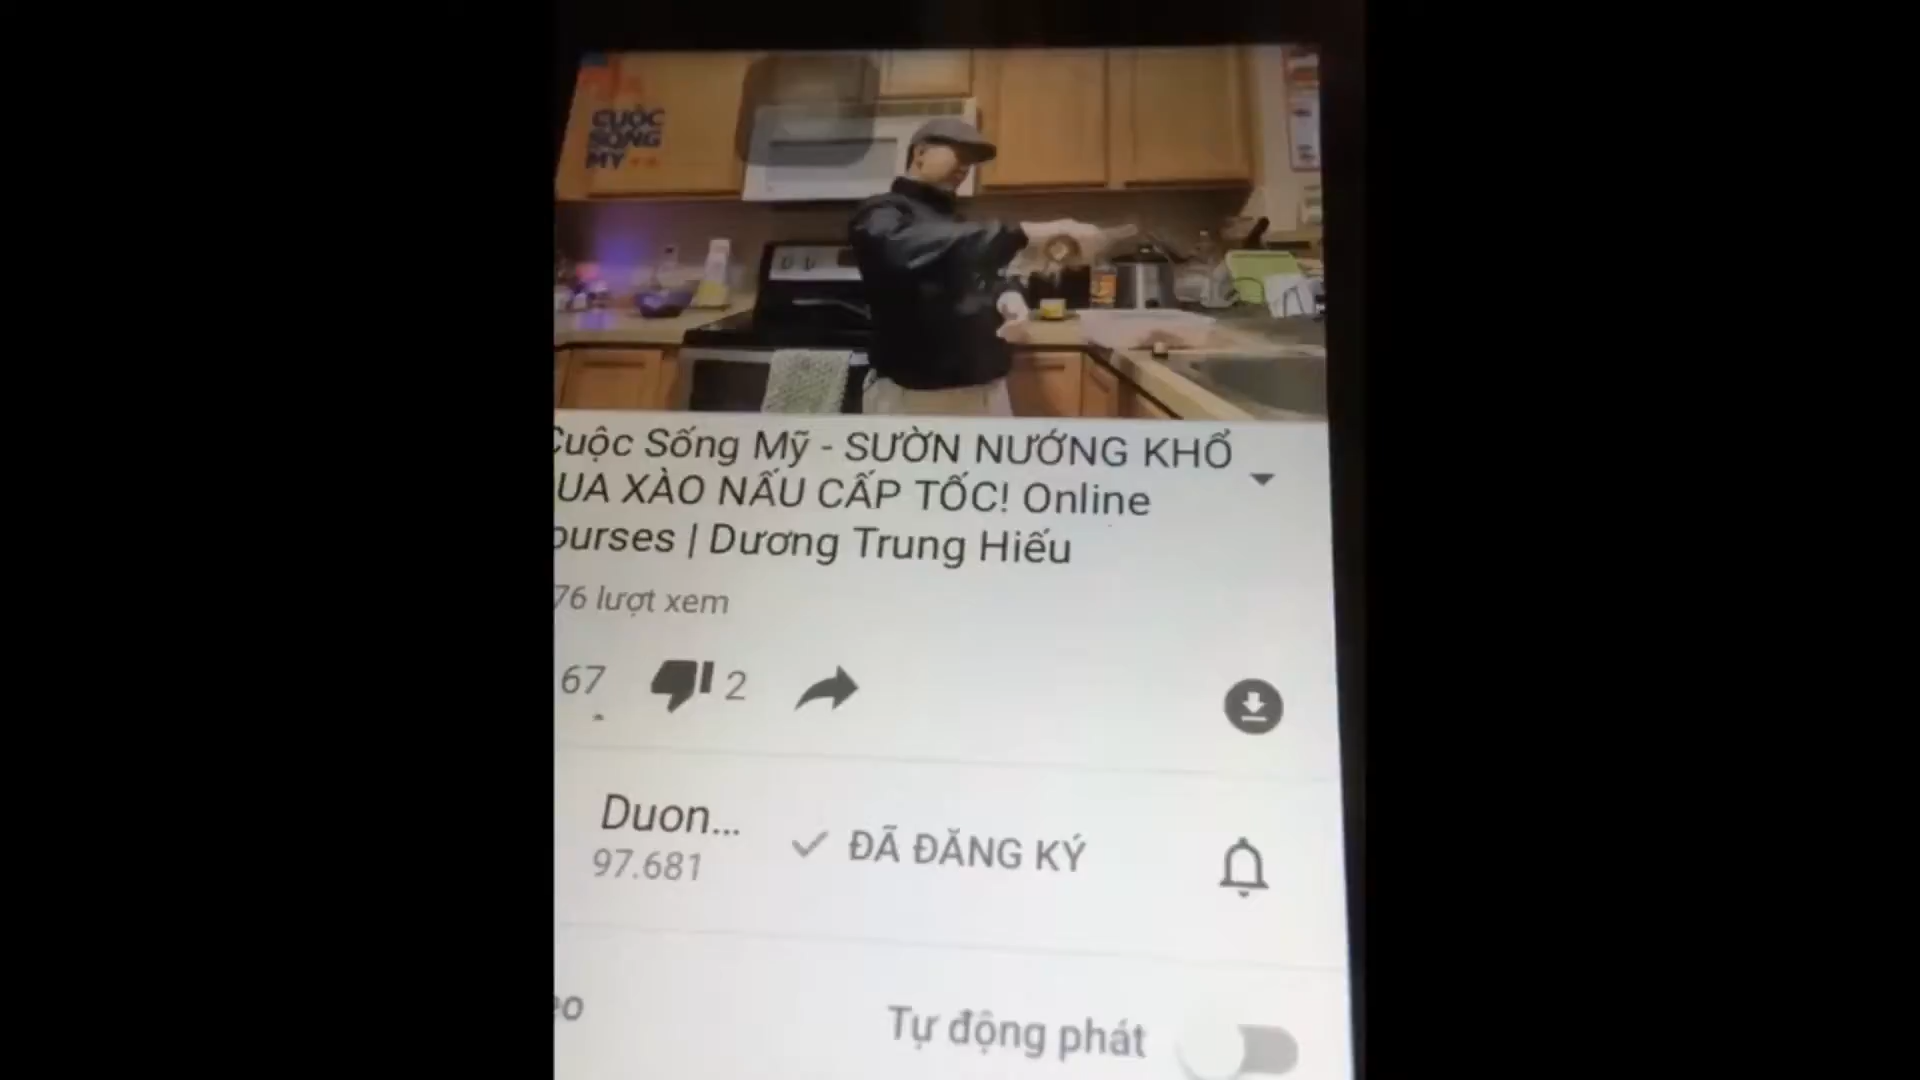 CUỘC
SỐNG
MỸ
Cuộc Sống Mỹ - SƯỜN NƯỚNG KHỔ
UA XÀO NẤU CẤP TỐC! Online
ourses | Dương Trung Hiếu
76 lượt xem
67 2
Duon...
97.681
ĐÃ ĐĂNG KÝ
eo
Tự động phát